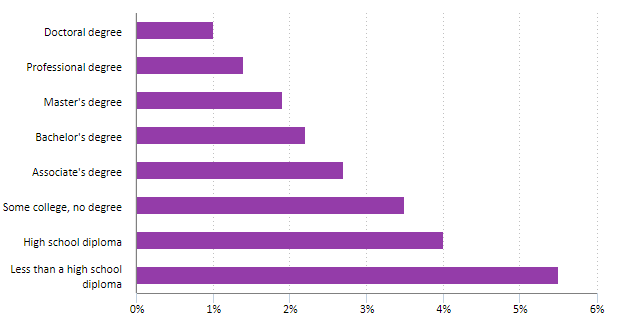 Doctoral degree
Professional degree
Master's degree
Bachelor's degree
Associate's degree
Some college, no degree
High school diploma
Less than a high school
diploma
0% 1% 2% 3% 4% 5% 6%